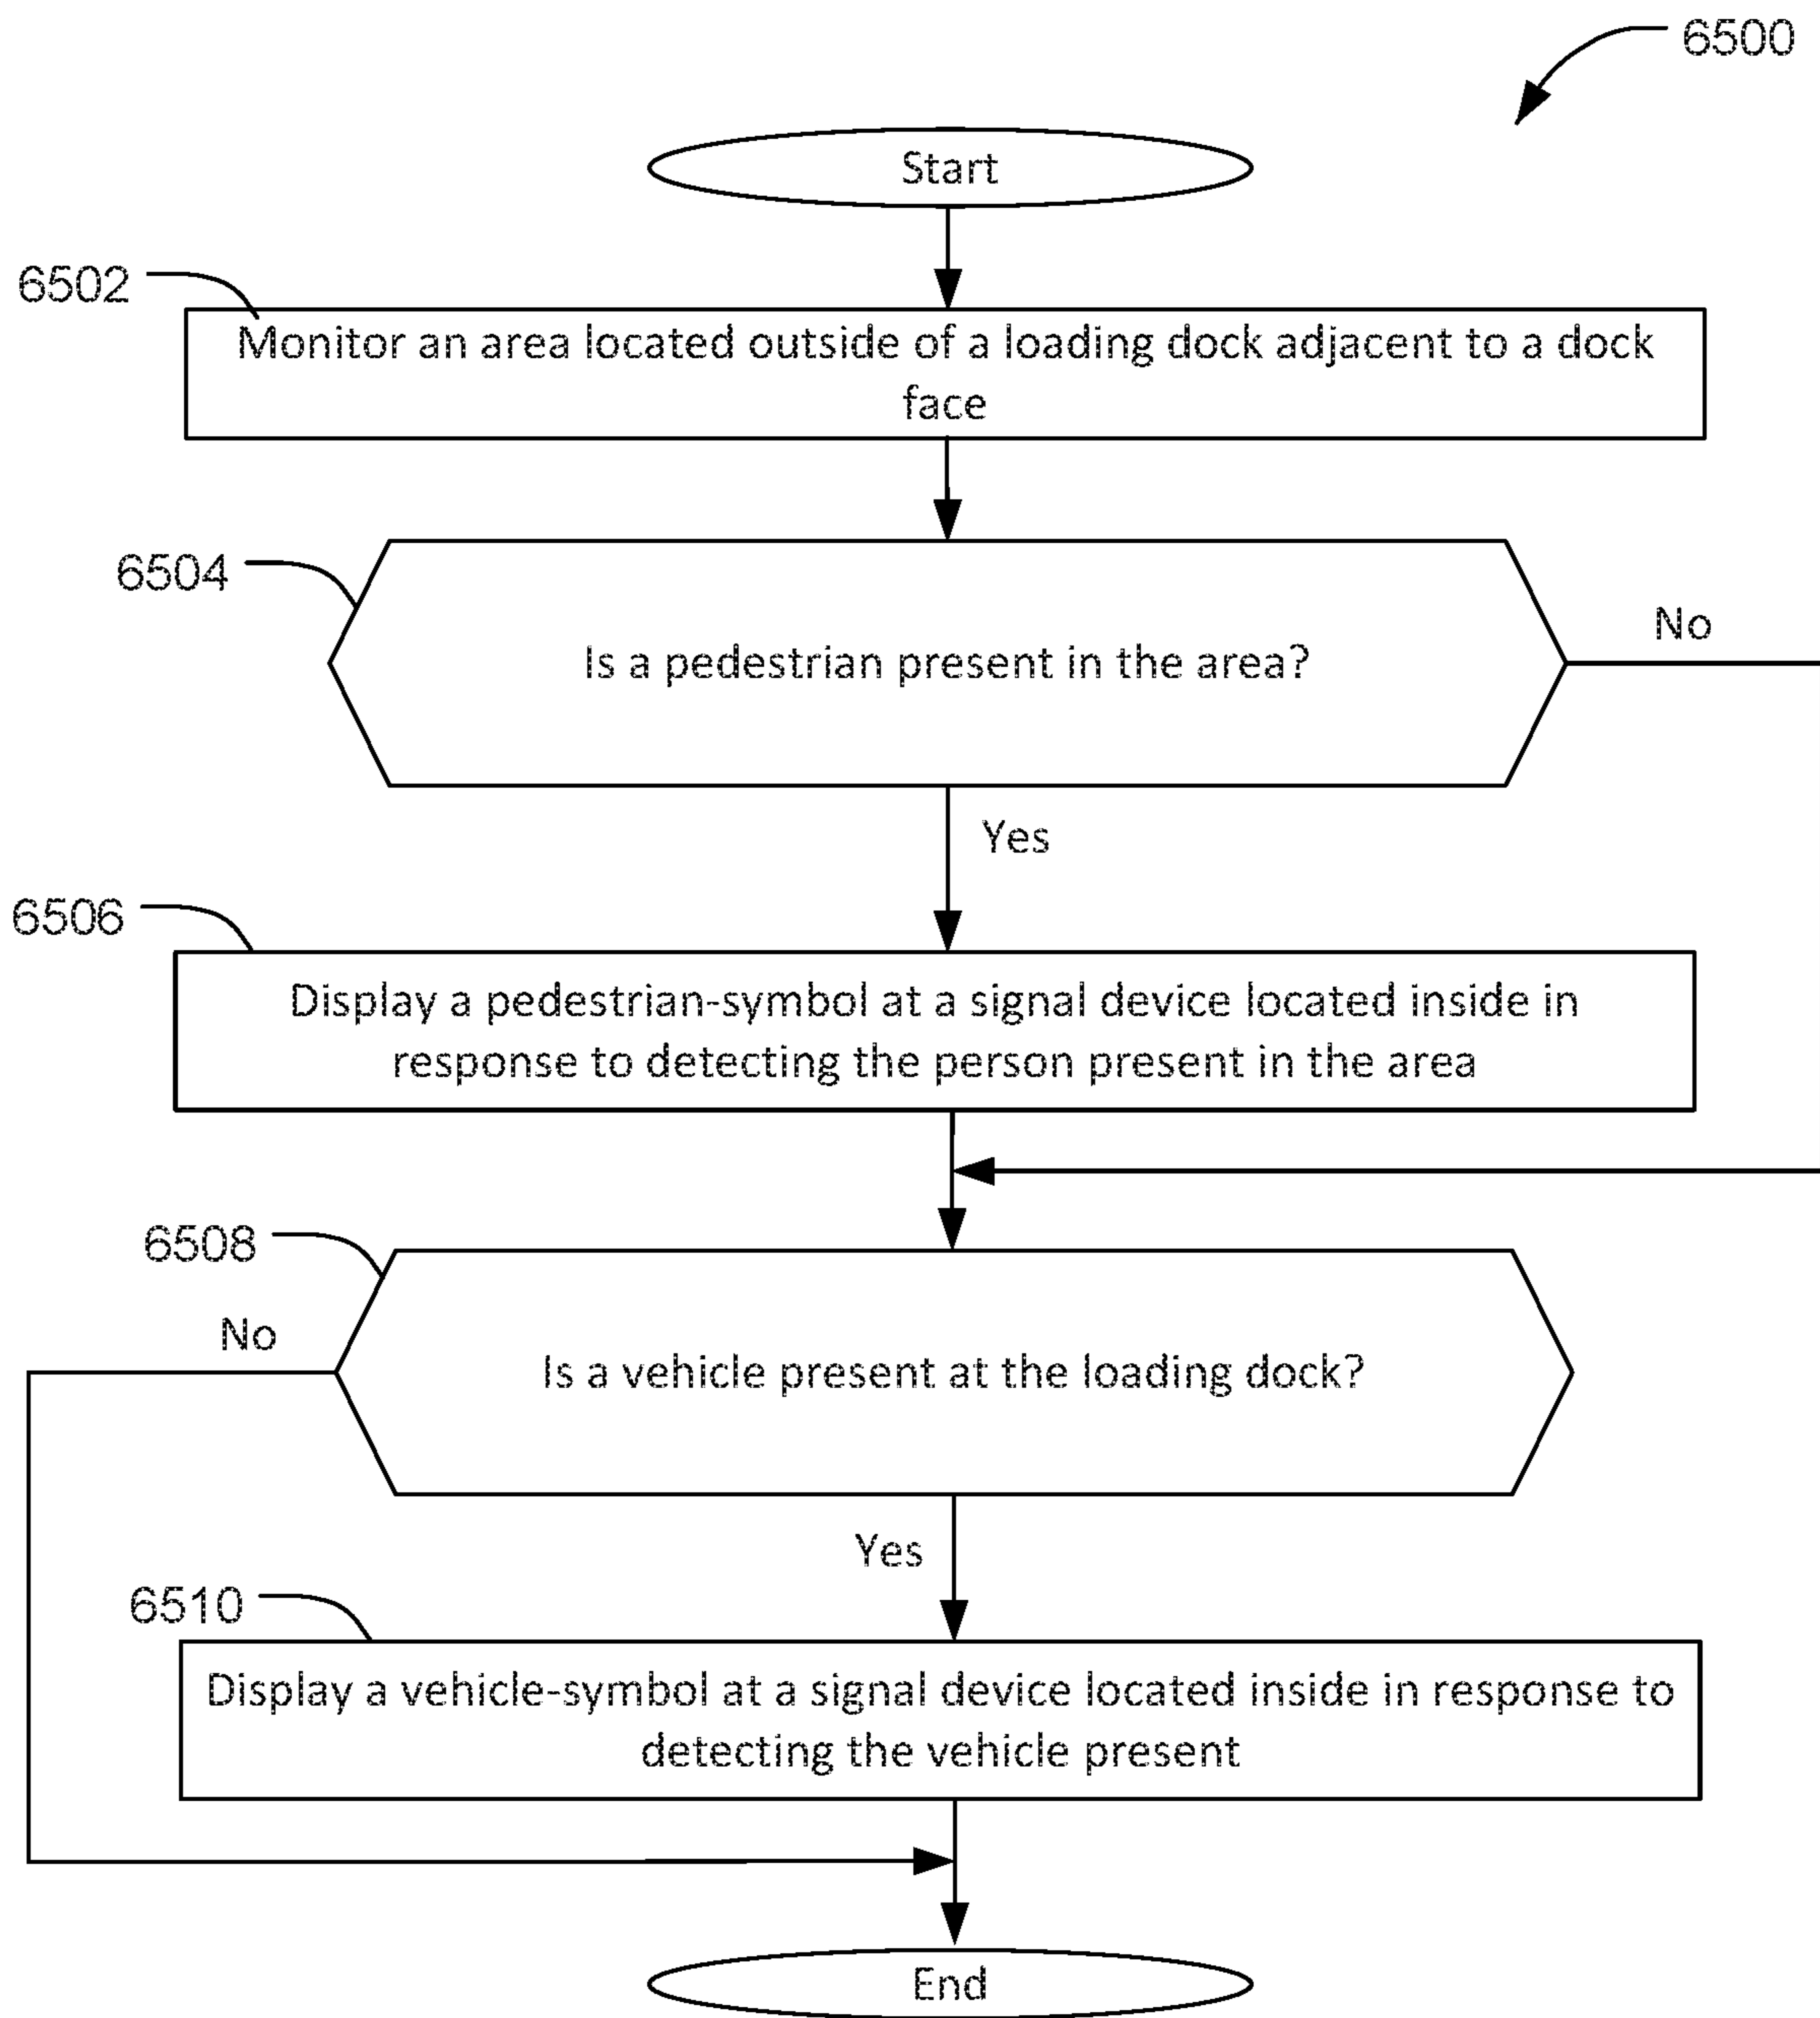 6500
Start
6502
Monitor an area located outside of a loading dock adjacent to a dock
face
6504
No
Is a pedestrian present in the area?
Yes
6506
Display a pedestrian-symbol at a signal device located inside in
response to detecting the person present in the area
6508
No
Is a vehicle present at the loading dock?
Yes
6510
Display a vehicle-symbol at a signal device located inside in response to
detecting the vehicle present
End